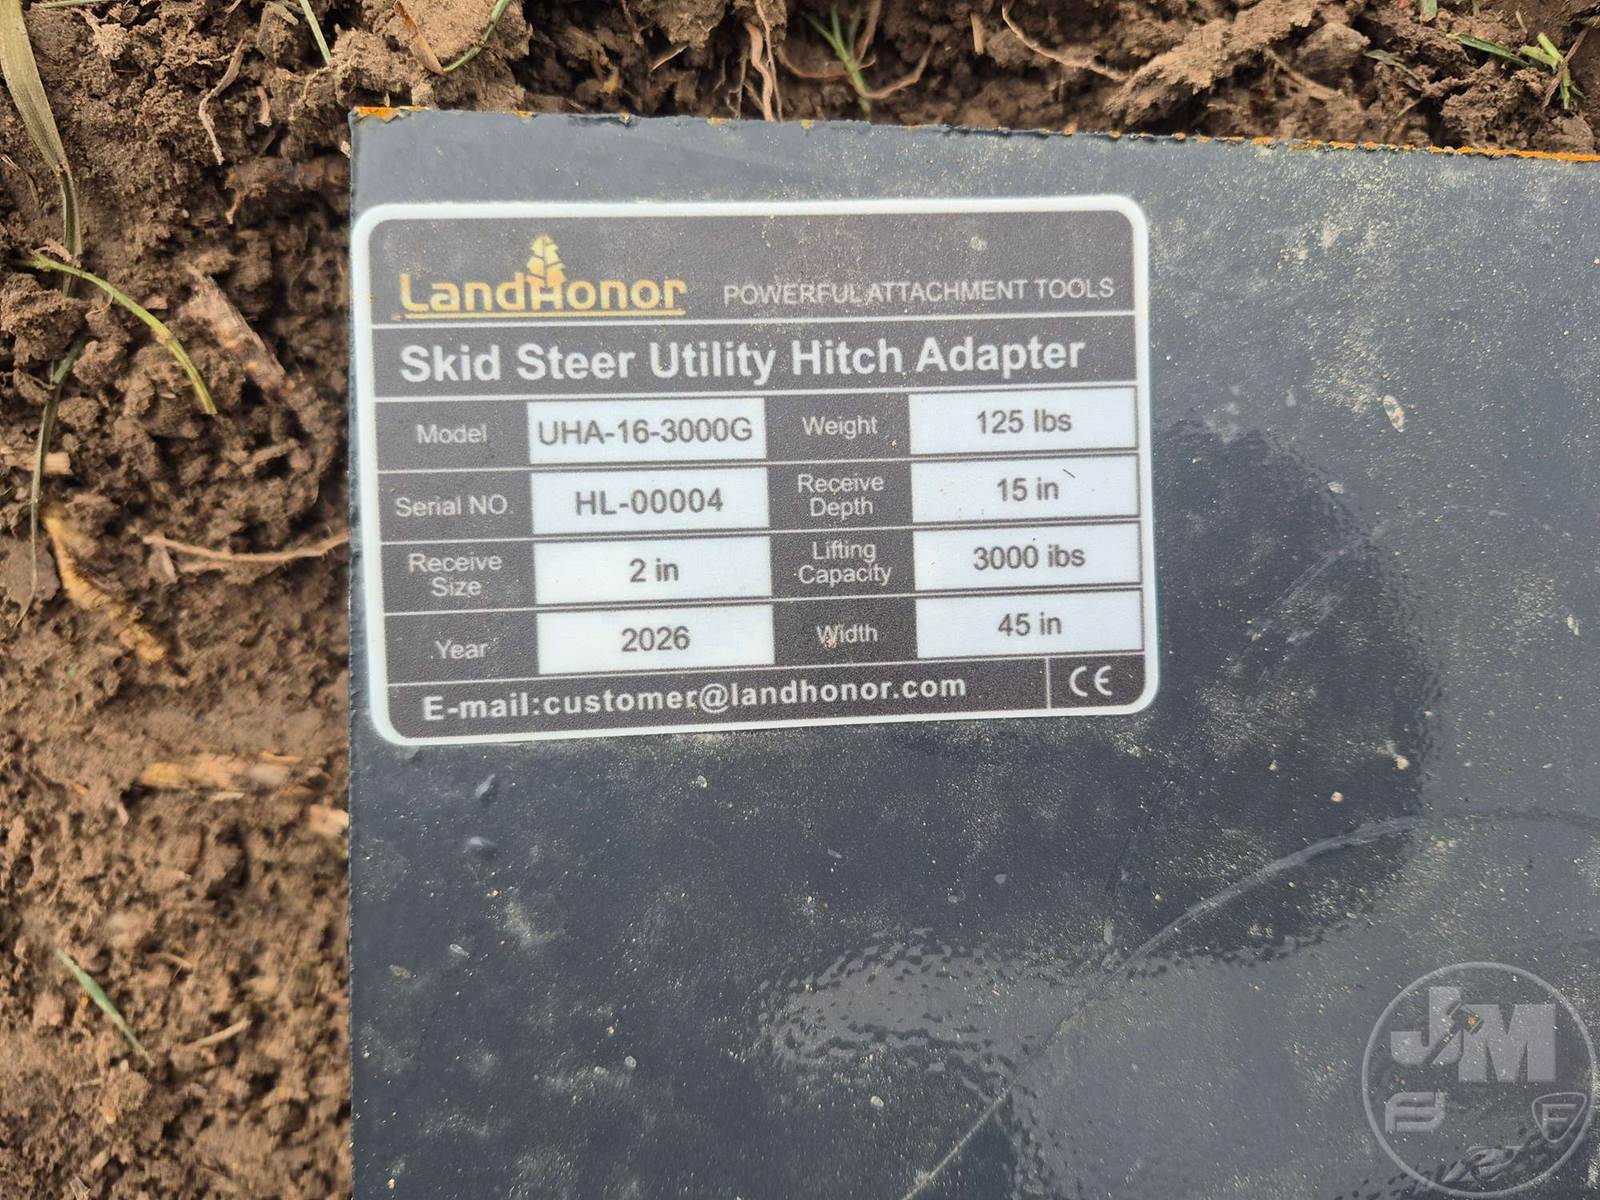 LandHonor POWERFUL ATTACHMENT TOOLS
Skid Steer Utility Hitch Adapter
Model UHA-16-3000G Weight 125 lbs
Serial NO. HL-00004 Receive Depth 15 in
Receive Size 2 in Lifting Capacity 3000 ibs
Year 2026 Width 45 in
E-mail:customer@landhonor.com CE
JM
F